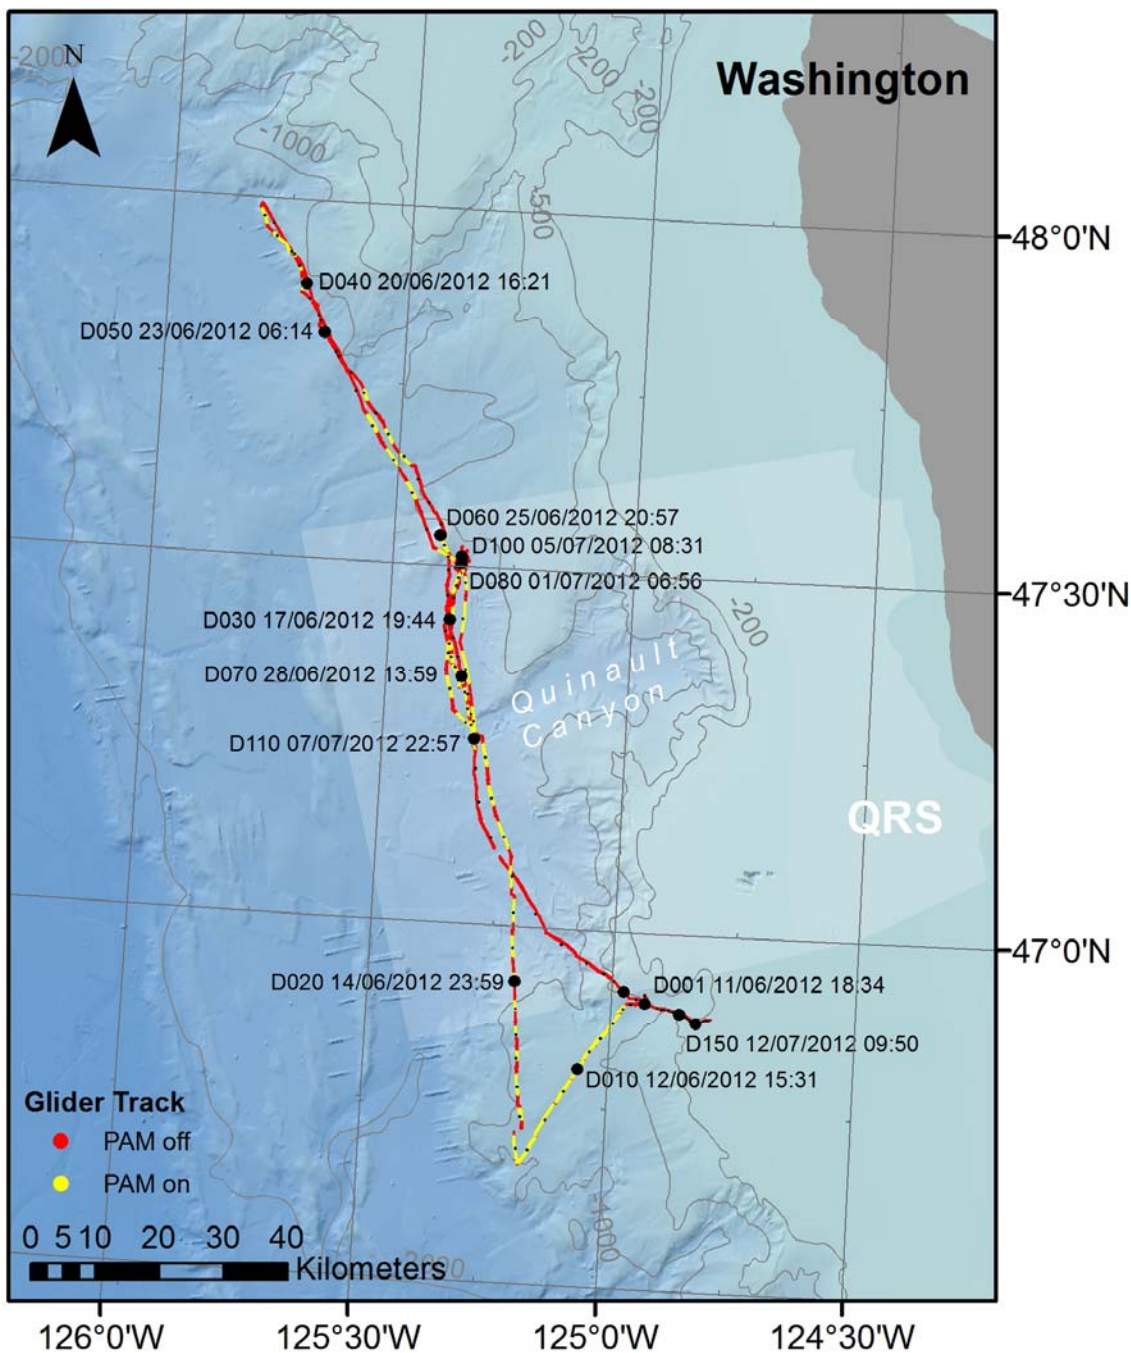 -2000
N
-200
-200
-200
Washington
-1000
-500
48°0'N
D040 20/06/2012 16:21
D050 23/06/2012 06:14
D060 25/06/2012 20:57
D100 05/07/2012 08:31
D080 01/07/2012 06:56
47°30'N
D030 17/06/2012 19:44
-200
D070 28/06/2012 13:59
Quinault
Canyon
D110 07/07/2012 22:57
QRS
47°0'N
D020 14/06/2012 23:59
D001 11/06/2012 18:34
D150 12/07/2012 09:50
D010 12/06/2012 15:31
Glider Track
PAM off
PAM on
-1000
0 5 10 20 30 40
Kilometers
-2000
126°0'W 125°30'W 125°0'W 124°30'W